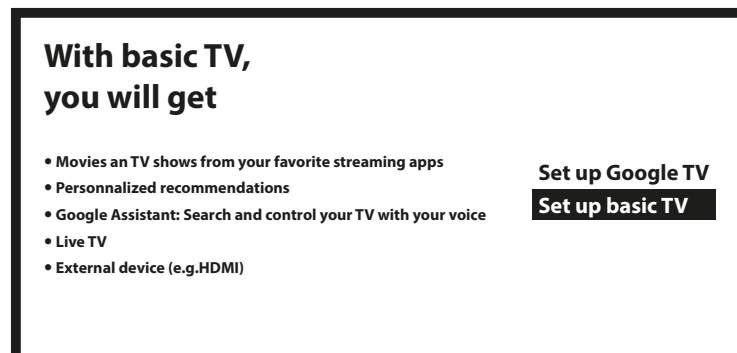 With basic TV,
you will get
• Movies an TV shows from your favorite streaming apps
• Personnalized recommendations
• Google Assistant: Search and control your TV with your voice
• Live TV
• External device (e.g.HDMI)
Set up Google TV
Set up basic TV